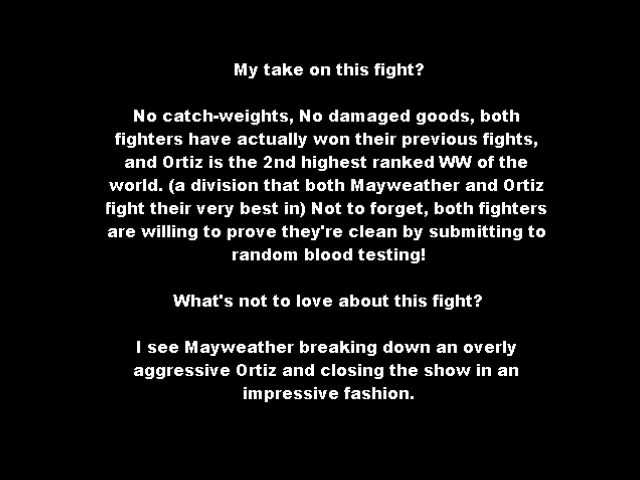 My take on this fight?
No catch-weights, No damaged goods, both
fighters have actually won their previous fights,
and Ortiz is the 2nd highest ranked WW of the
world. (a division that both Mayweather and Ortiz
fight their very best in) Not to forget, both fighters
are willing to prove they're clean by submitting to
random blood testing!
What's not to love about this fight?
I see Mayweather breaking down an overly
aggressive Ortiz and closing the show in an
impressive fashion.